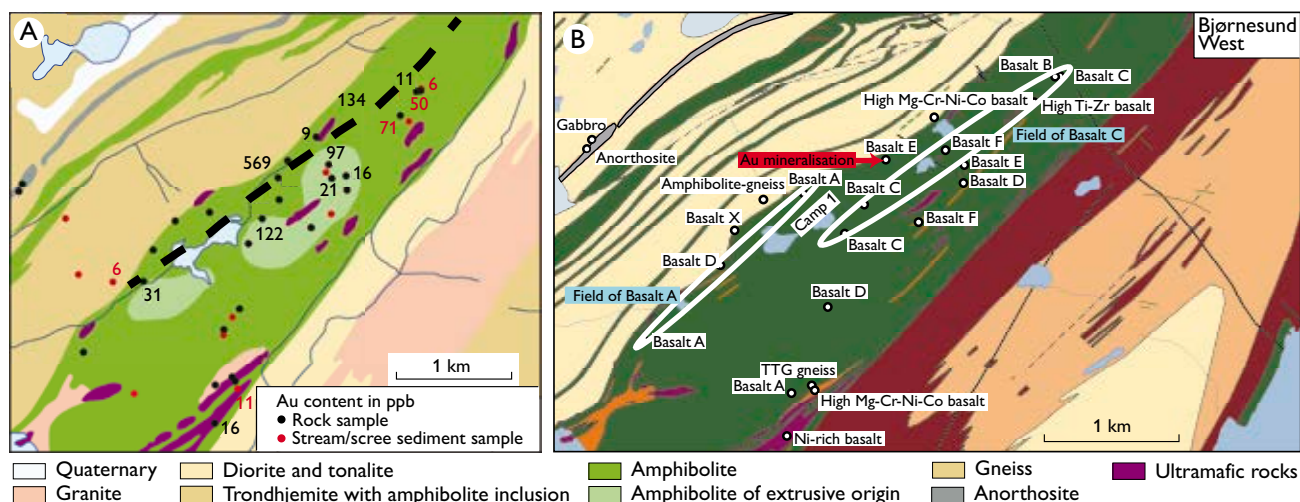 A
11
6
50
134
71
9
97
569
16
21
122
6
31
11
16
1 km
Au content in ppb
Rock sample
Stream/scree sediment sample
B
Bjørnesund
West
Basalt B
Basalt C
High Mg-Cr-Ni-Co basalt
High Ti-Zr basalt
Gabbro
Field of Basalt C
Basalt F
Anorthosite
Basalt E
Au mineralisation
Basalt E
Amphibolite-gneiss
Basalt A
Basalt D
Basalt C
Camp 1
Basalt X
Basalt F
Basalt C
Basalt D
Field of Basalt A
Basalt D
Basalt A
TTG gneiss
Basalt A
High Mg-Cr-Ni-Co basalt
Ni-rich basalt
1 km
Quaternary
Diorite and tonalite
Amphibolite
Gneiss
Ultramafic rocks
Granite
Trondhjemite with amphibolite inclusion
Amphibolite of extrusive origin
Anorthosite